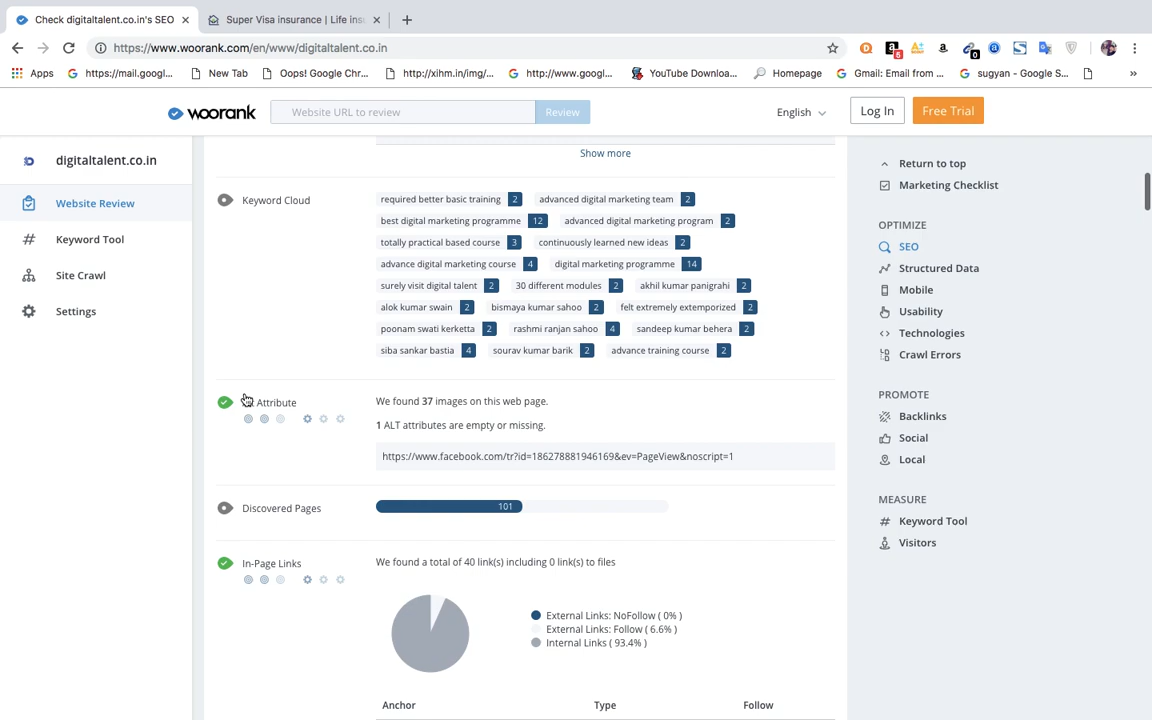 Check digitaltalent.co.in's SEO
Super Visa insurance | Life ins
https://www.woorank.com/en/www/digitaltalent.co.in
5
0
Apps
https://mail.googl...
New Tab
Oops! Google Chr...
http://xihm.in/img/...
http://www.googl...
YouTube Downloa...
Homepage
Gmail: Email from ...
sugyan - Google S...
»
woorank
Website URL to review
Review
English
Log In
Free Trial
digitaltalent.co.in
Website Review
Keyword Tool
Site Crawl
Settings
Show more
Keyword Cloud
required better basic training 2 advanced digital marketing team 2
best digital marketing programme 12 advanced digital marketing program 2
totally practical based course 3 continuously learned new ideas 2
advance digital marketing course 4 digital marketing programme 14
surely visit digital talent 2 30 different modules 2 akhil kumar panigrahi 2
alok kumar swain 2 bismaya kumar sahoo 2 felt extremely extemporized 2
poonam swati kerketta 2 rashmi ranjan sahoo 4 sandeep kumar behera 2
siba sankar bastia 4 sourav kumar barik 2 advance training course 2
Attribute
We found 37 images on this web page.
1 ALT attributes are empty or missing.
https://www.facebook.com/tr?id=186278881946169&ev=PageView&noscript=1
Discovered Pages
101
In-Page Links
We found a total of 40 link(s) including 0 link(s) to files
External Links: NoFollow ( 0% )
External Links: Follow ( 6.6% )
Internal Links ( 93.4% )
Anchor Type Follow
Return to top
Marketing Checklist
OPTIMIZE
SEO
Structured Data
Mobile
Usability
Technologies
Crawl Errors
PROMOTE
Backlinks
Social
Local
MEASURE
Keyword Tool
Visitors